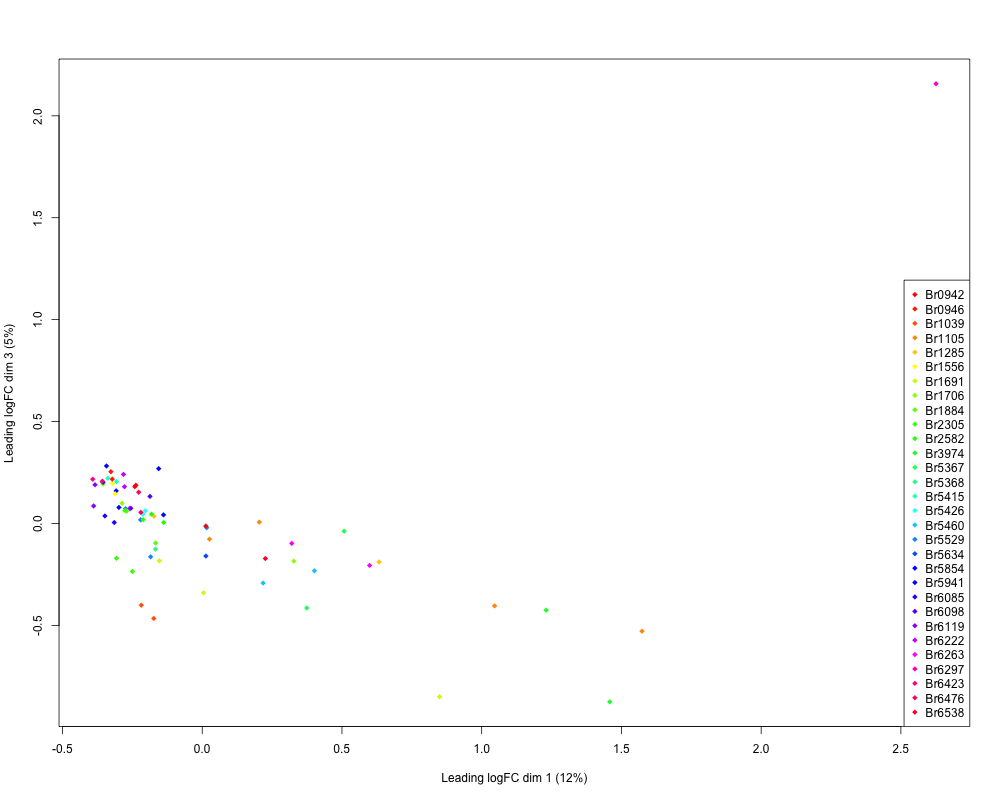 2.0
1.5
1.0
0.5
0.0
-0.5
Leading logFC dim 3 (5%)
Br0942
Br0946
Br1039
Br1105
Br1285
Br1556
Br1691
Br1706
Br1884
Br2305
Br2582
Br3974
Br5367
Br5368
Br5415
Br5426
Br5460
Br5529
Br5634
Br5854
Br5941
Br6085
Br6098
Br6119
Br6222
Br6263
Br6297
Br6423
Br6476
Br6538
-0.5 0.0 0.5 1.0 1.5 2.0 2.5
Leading logFC dim 1 (12%)